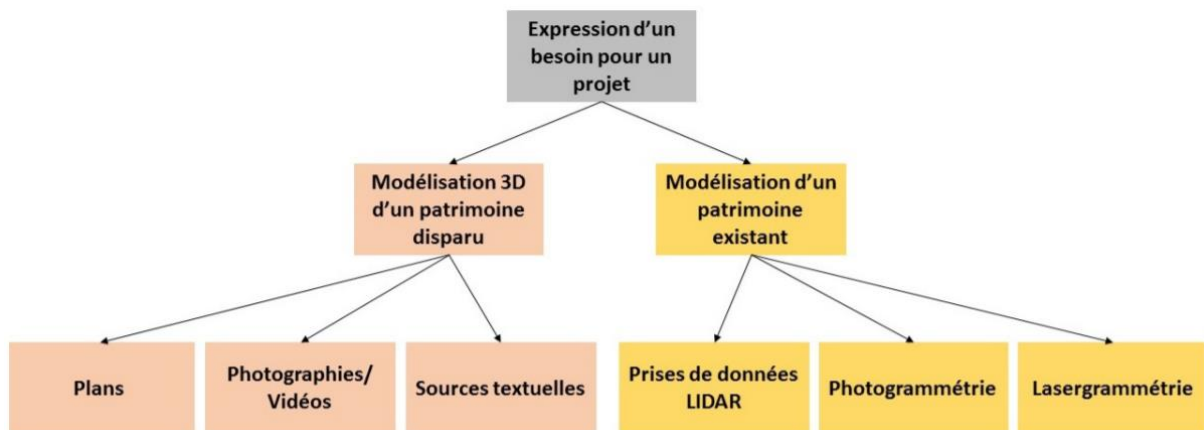 Expression d'un
besoin pour un
projet
Modélisation 3D
d'un patrimoine
disparu
Modélisation d'un
patrimoine
existant
Plans
Photographies/
Vidéos
Sources textuelles
Prises de données
LIDAR
Photogrammétrie
Lasergrammétrie